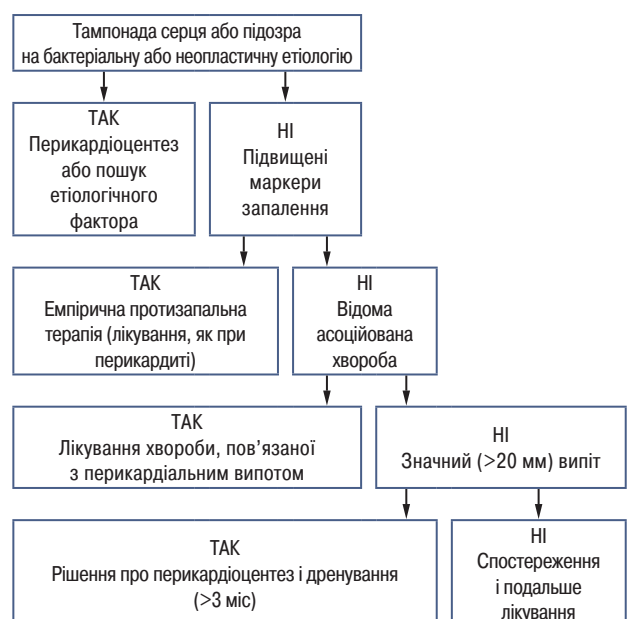 Тампонада серця або підозра
на бактеріальну або неопластичну етіологію
ТАК
Перикардіоцентез
або пошук
етіологічного
фактора
НІ
Підвищені
маркери
запалення
ТАК
Емпірична протизапальна
терапія (лікування, як при
перикардиті)
НІ
Відома
асоційована
хвороба
ТАК
Лікування хвороби, пов’язаної
з перикардіальним випотом
НІ
Значний (>20 мм) випіт
ТАК
Рішення про перикардіоцентез і дренування
(>3 міс)
НІ
Спостереження
і подальше
лікування